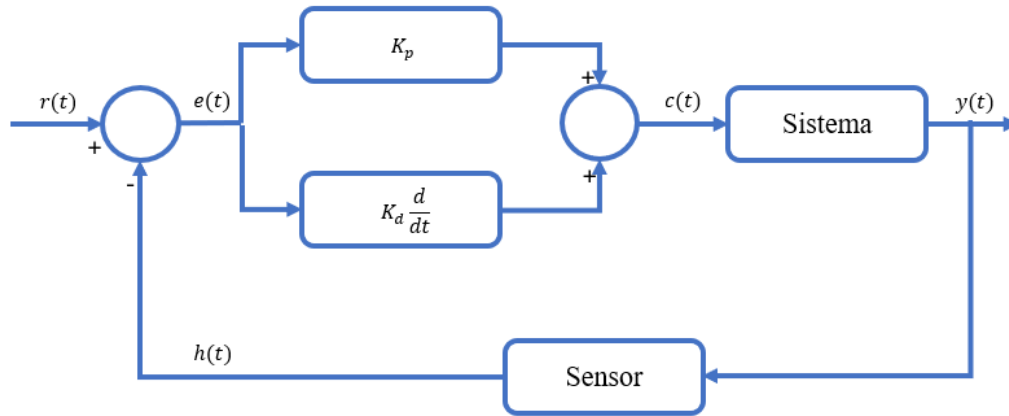 K_p
r(t)
e(t)
+
c(t)
Sistema
y(t)
+
-
+
K_d d/dt
h(t)
Sensor